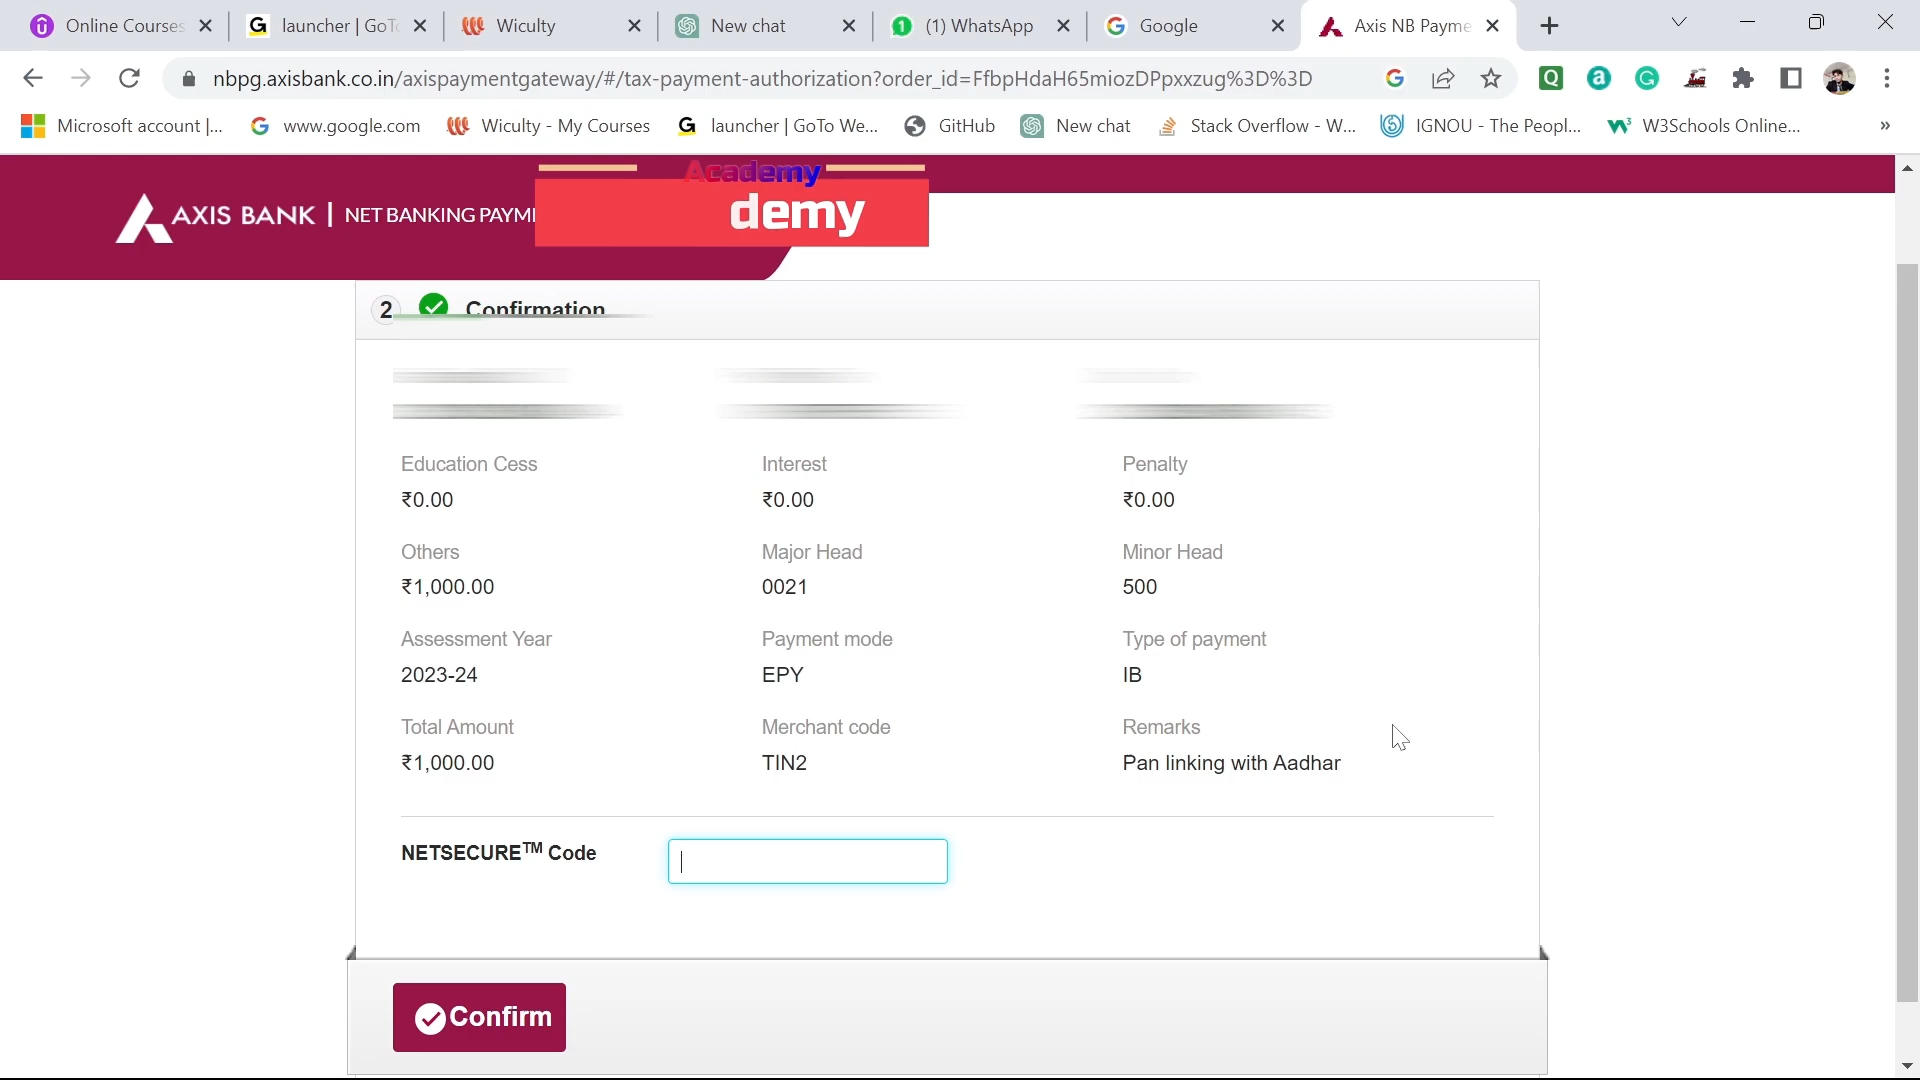 Online Courses
launcher | GoTo
Wiculty
New chat
(1) WhatsApp
Google
Axis NB Payme
nbpg.axisbank.co.in/axispaymentgateway/#/tax-payment-authorization?order_id=FfbpHdaH65miozDPpxxzug%3D%3D
Microsoft account |...
www.google.com
Wiculty - My Courses
launcher | GoTo We...
GitHub
New chat
Stack Overflow - W...
IGNOU - The Peopl...
W3Schools Online...
Academy
demy
AXIS BANK | NET BANKING PAYM
2 Confirmation
Education Cess Interest Penalty
₹0.00 ₹0.00 ₹0.00
Others Major Head Minor Head
₹1,000.00 0021 500
Assessment Year Payment mode Type of payment
2023-24 EPY IB
Total Amount Merchant code Remarks
₹1,000.00 TIN2 Pan linking with Aadhar
NETSECURE™ Code
Confirm